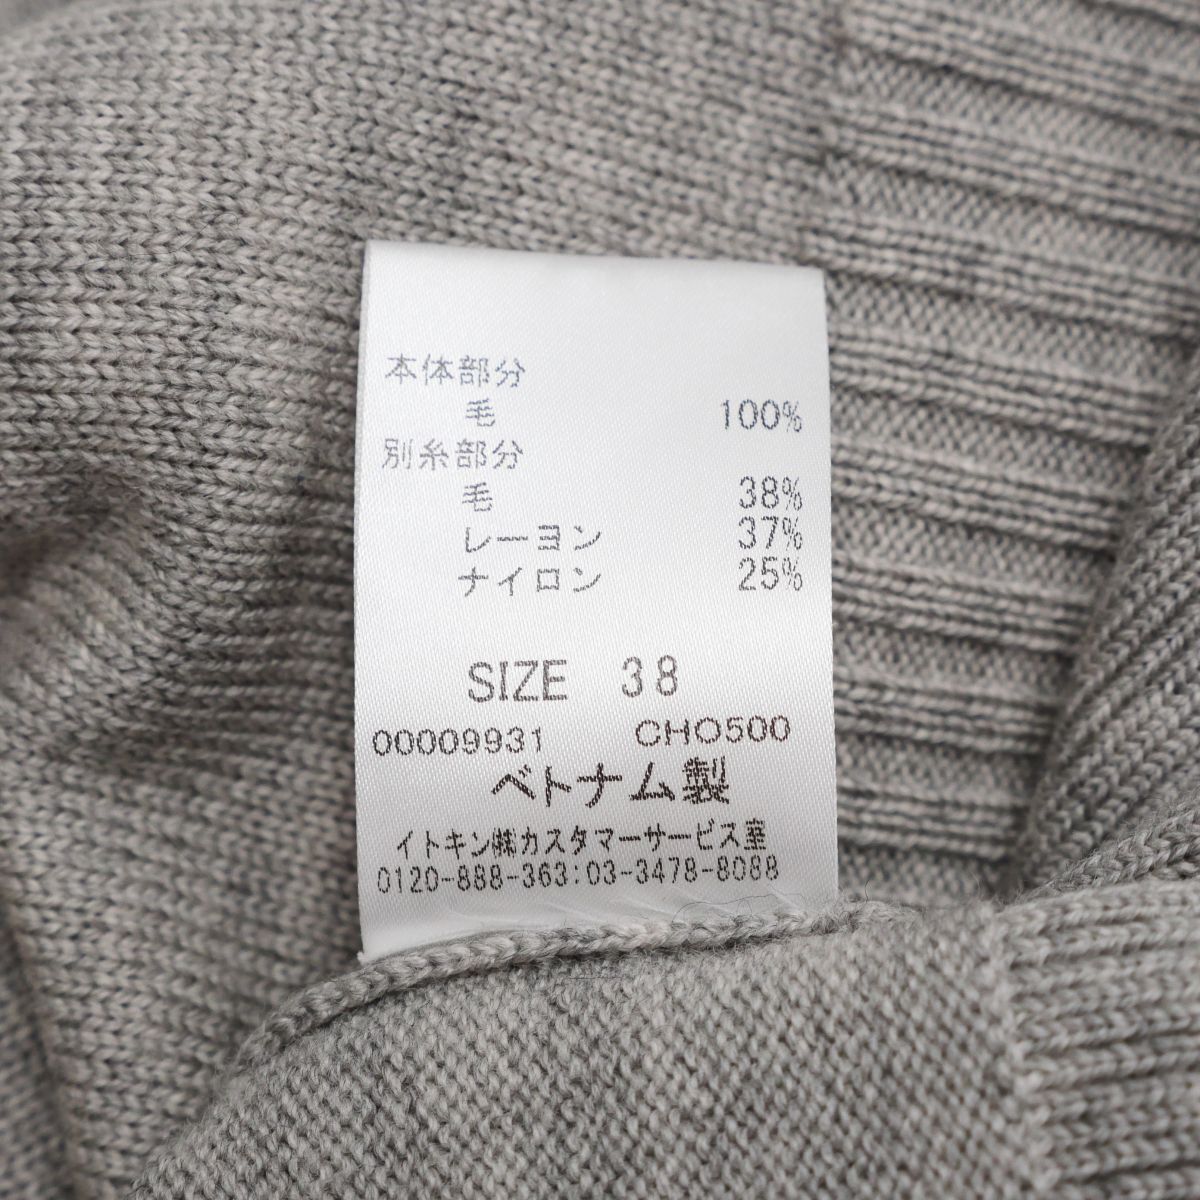 本体部分
毛 100%
別糸部分
毛 38%
レーヨン 37%
ナイロン 25%
SIZE 38
00009931 CHO500
ベトナム製
イトキン㈱カスタマーサービス室
0120-888-363:03-3478-8088